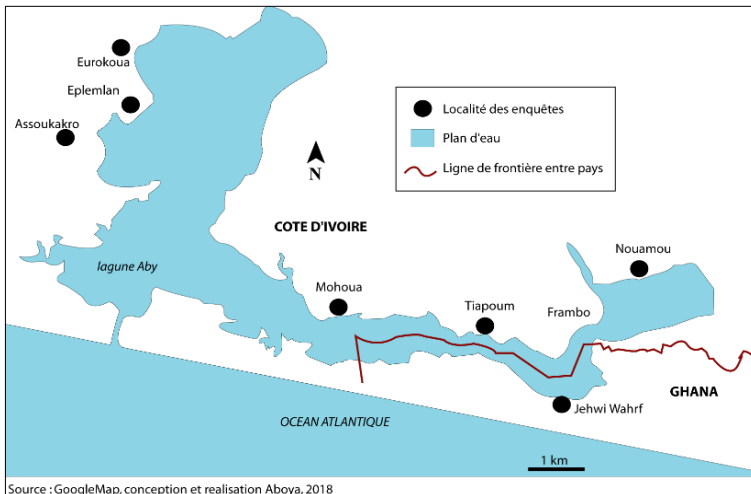 Eurokoua
Eplemlan
Assoukakro
Localité des enquêtes
Plan d'eau
Ligne de frontière entre pays
N
COTE D'IVOIRE
Nouamou
lagune Aby
Mohoua
Tiapoum
Frambo
GHANA
Jehwi Wahrf
OCEAN ATLANTIQUE
1 km
Source : GoogleMap, conception et realisation Aboya, 2018